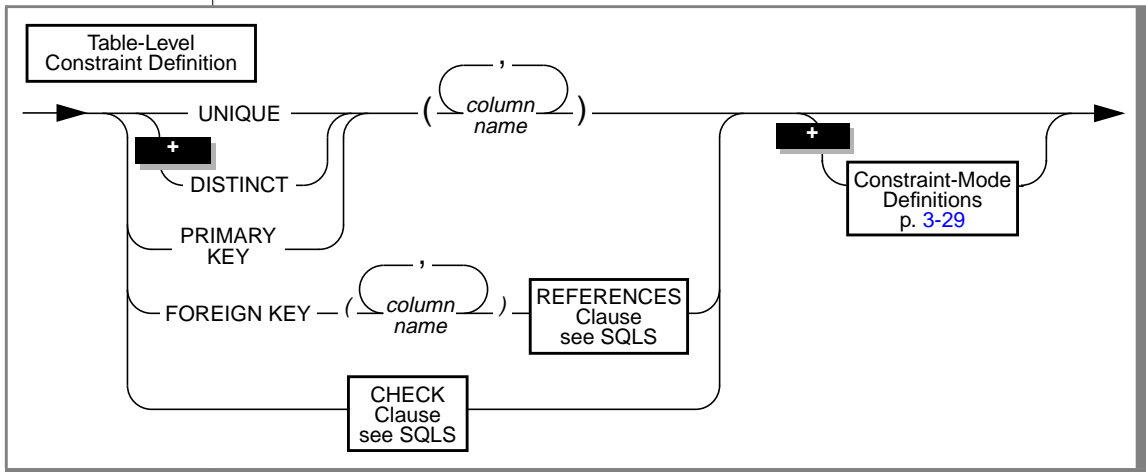 Table-Level
Constraint Definition
UNIQUE
+
DISTINCT
PRIMARY
KEY
( , column
name )
FOREIGN KEY ( , column
name )
REFERENCES
Clause
see SQLS
CHECK
Clause
see SQLS
+
Constraint-Mode
Definitions
p. 3-29